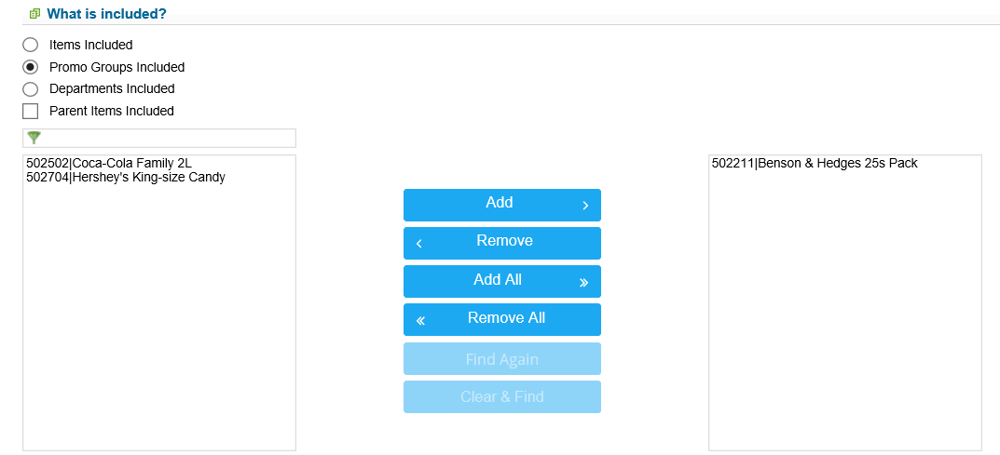 What is included?
Items Included
Promo Groups Included
Departments Included
Parent Items Included
502502|Coca-Cola Family 2L
502704|Hershey's King-size Candy
Add
Remove
Add All
Remove All
Find Again
Clear & Find
502211|Benson & Hedges 25s Pack